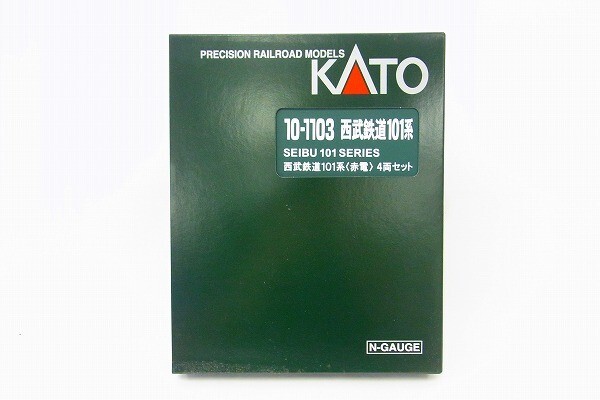 PRECISION RAILROAD MODELS
KATO
10-1103 西武鉄道101系
SEIBU 101 SERIES
西武鉄道101系〈赤電〉 4両セット
N-GAUGE